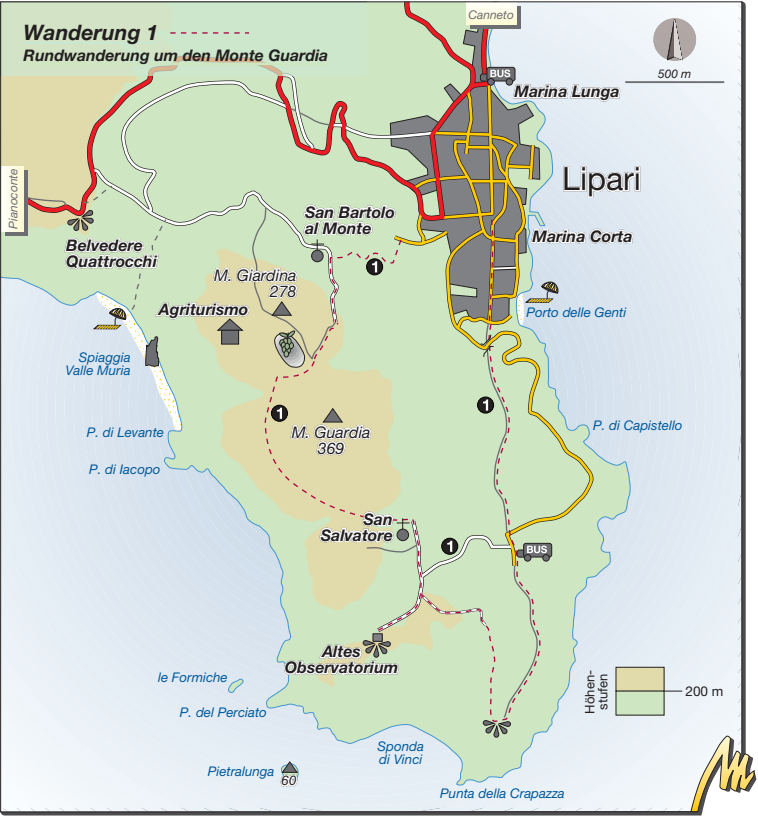 Wanderung 1
Rundwanderung um den Monte Guardia
Canneto
500 m
BUS
Marina Lunga
Lipari
Pianoconte
San Bartolo
al Monte
Marina Corta
Belvedere
Quattrocchi
1
M. Giardina
278
Agriturismo
Porto delle Genti
Spiaggia
Valle Muria
1
1
P. di Levante
M. Guardia
369
P. di Capistello
P. di Iacopo
San
Salvatore
1
BUS
Altes
Observatorium
le Formiche
P. del Perciato
Höhen-
stufen
200 m
Sponda
di Vinci
Pietralunga
60
Punta della Crapazza